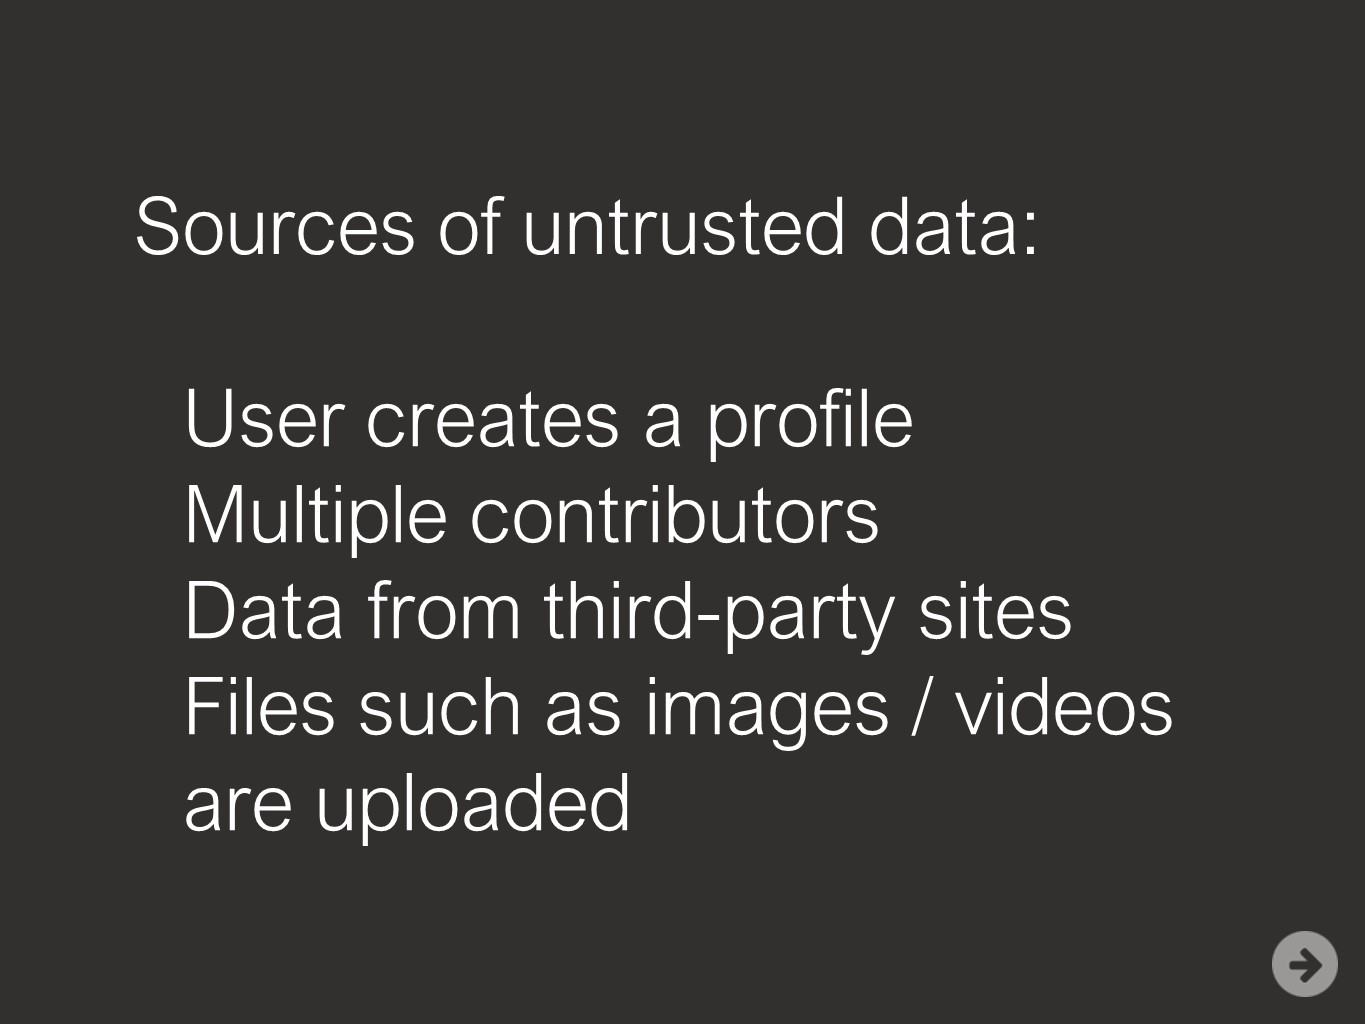 Sources of untrusted data:
User creates a profile
Multiple contributors
Data from third-party sites
Files such as images / videos
are uploaded